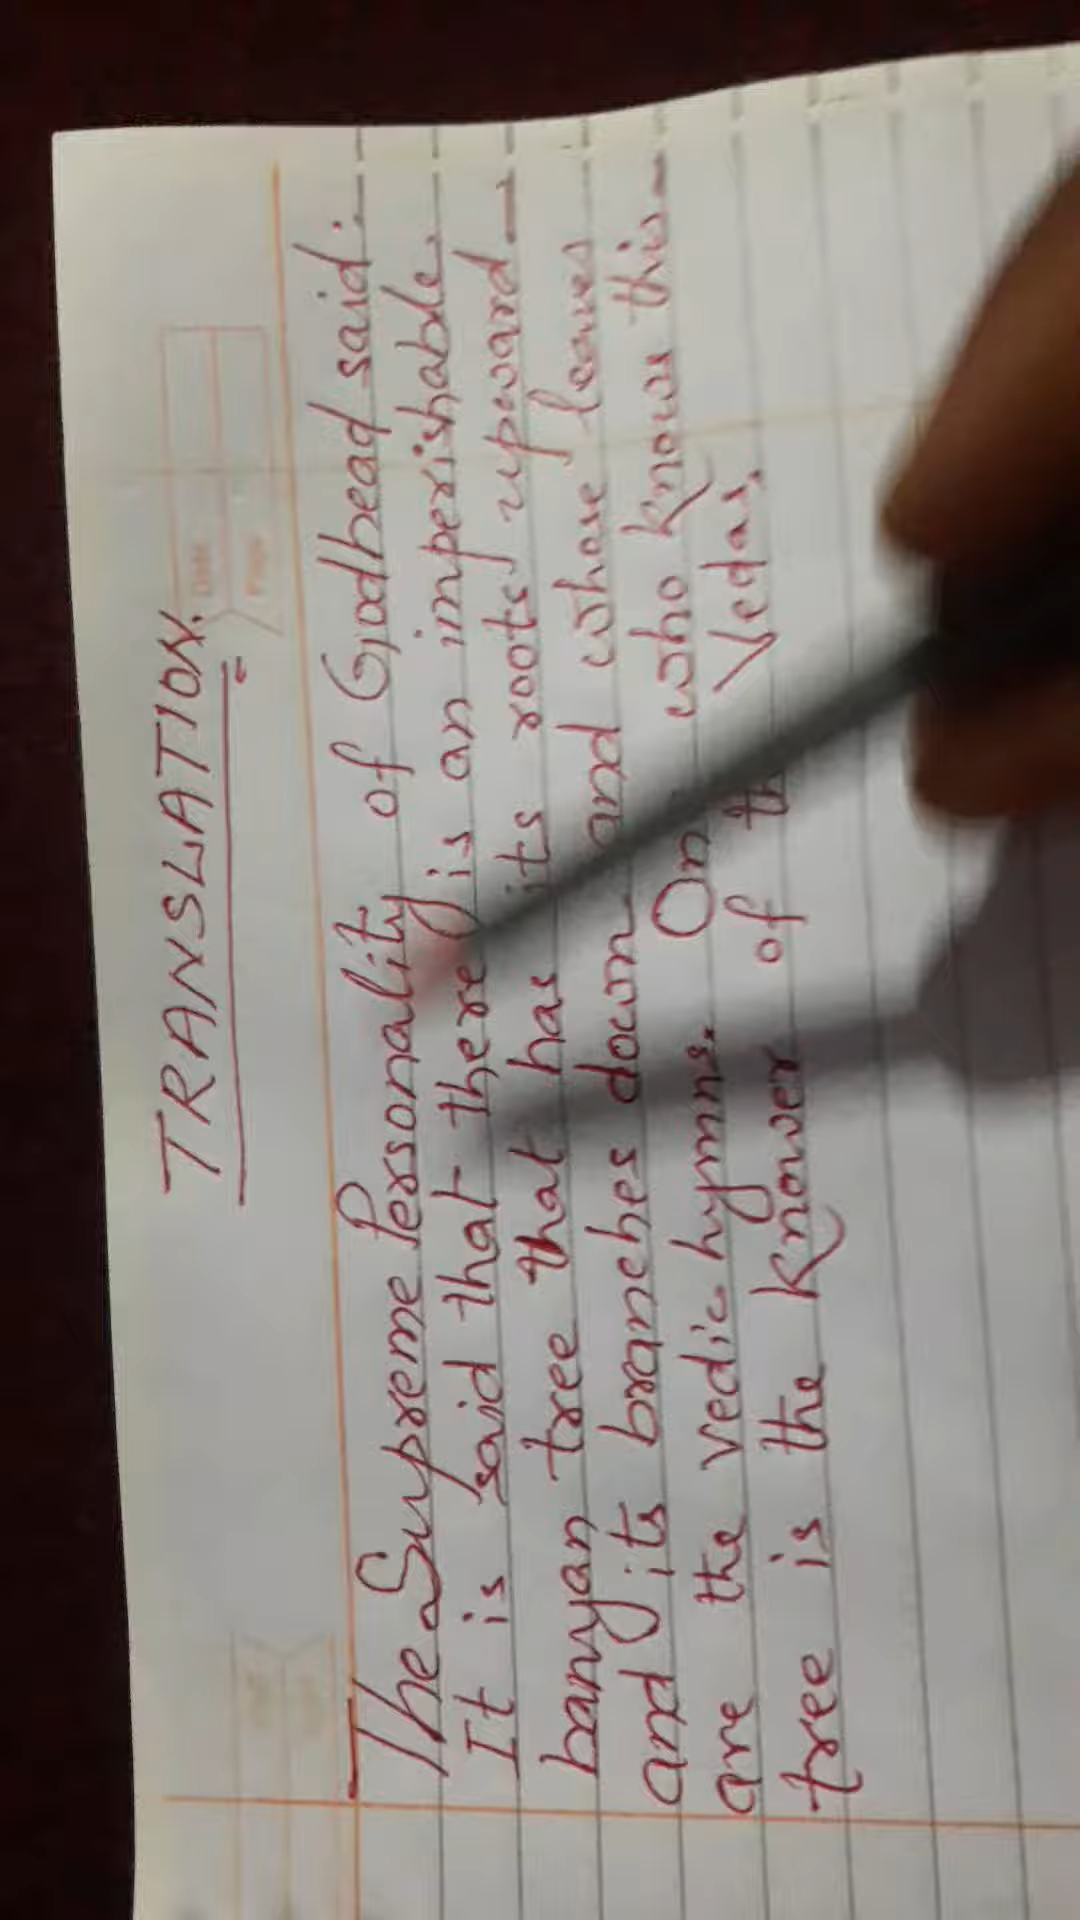 TRANSLATION.
The Supreme Personality of Godhead said:
It is said that there is an imperishable
banyan tree that has its roots upward
and its branches down and whose leaves
are the vedic hymns. On who knows this
tree is the knower of Vedas.